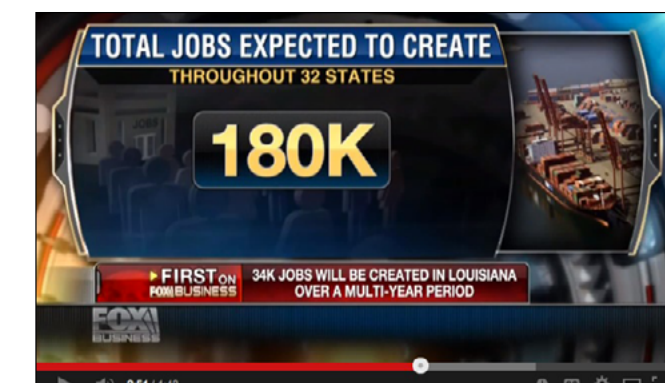 TOTAL JOBS EXPECTED TO CREATE
THROUGHOUT 32 STATES
JOBS
180K
FIRST ON
FOX BUSINESS
34K JOBS WILL BE CREATED IN LOUISIANA
OVER A MULTI-YEAR PERIOD
FOX
BUSINESS